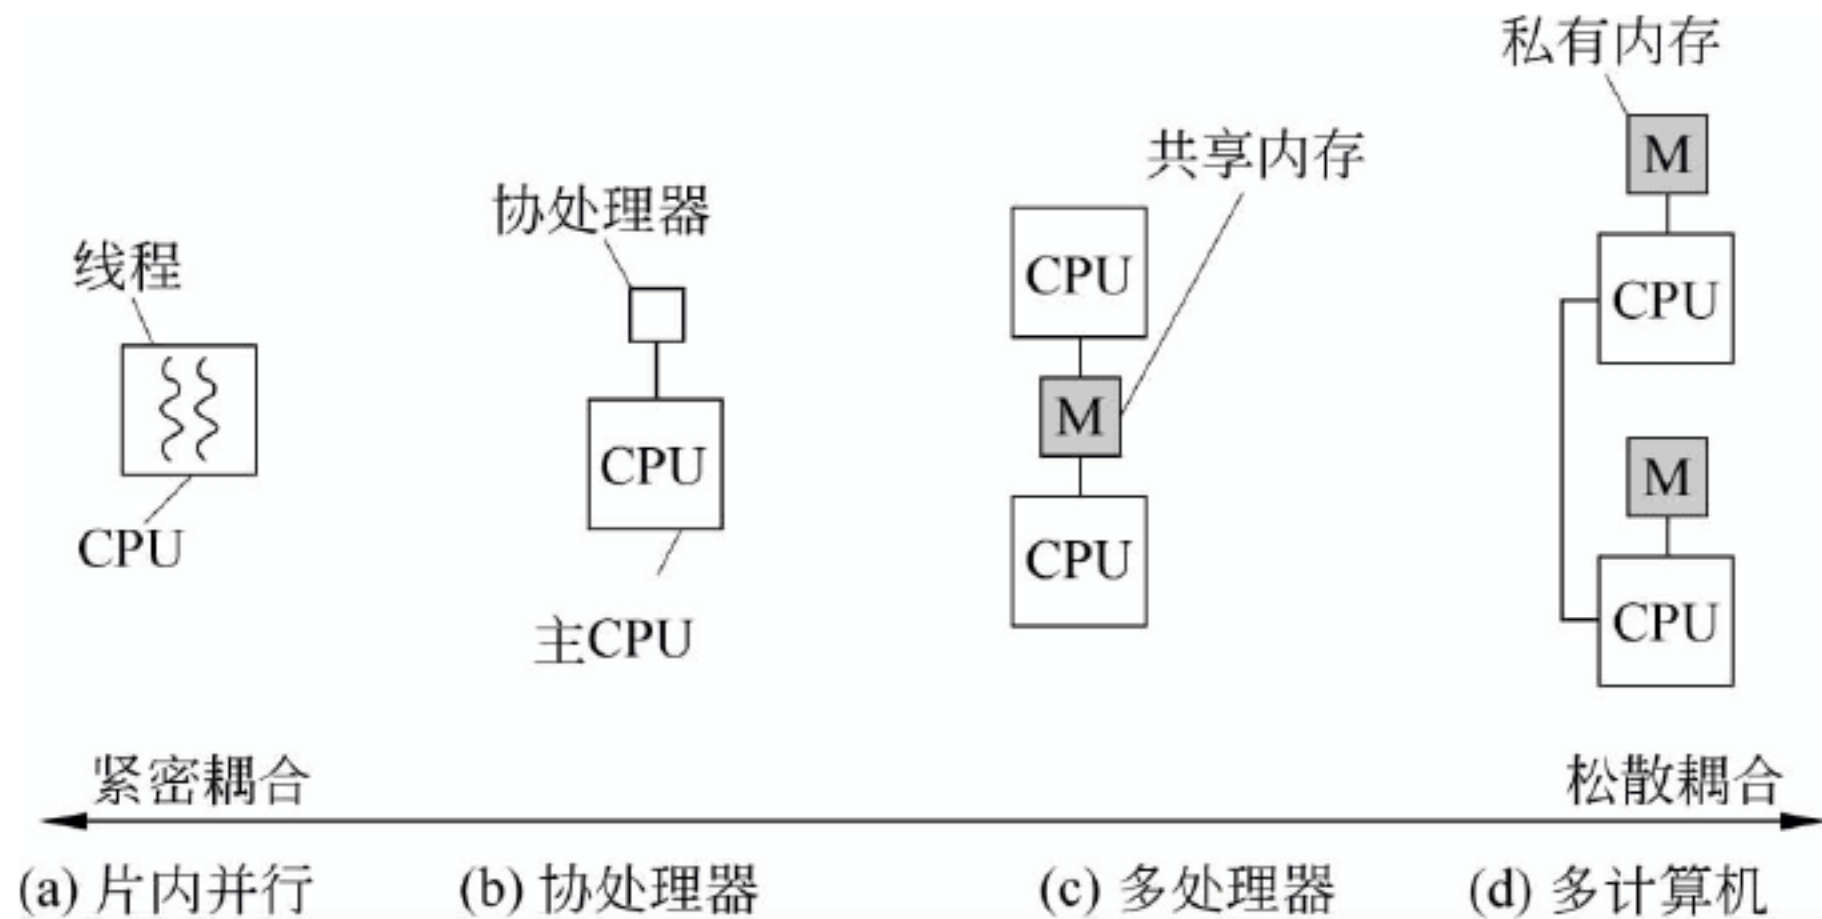 线程
CPU
协处理器
CPU
主CPU
共享内存
CPU
M
CPU
私有内存
M
CPU
M
CPU
紧密耦合
松散耦合
(a) 片内并行
(b) 协处理器
(c) 多处理器
(d) 多计算机